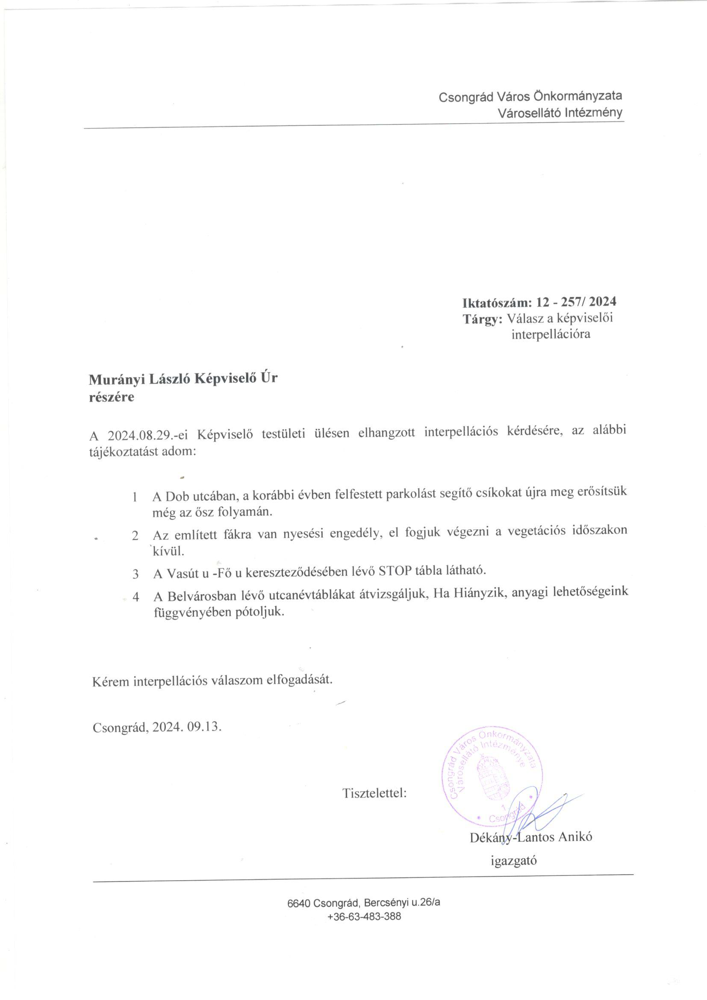 Csongrád Város Önkormányzata
Városellátó Intézmény
Iktatószám: 12 - 257/ 2024
Tárgy: Válasz a képviselői
interpellációra
Murányi László Képviselő Úr
részére
A 2024.08.29.-ei Képviselő testületi ülésen elhangzott interpellációs kérdésére, az alábbi
tájékoztatást adom:
1 A Dob utcában, a korábbi évben felfestett parkolást segítő csíkokat újra meg erősítsük
még az ősz folyamán.
2 Az említett fákra van nyesési engedély, el fogjuk végezni a vegetációs időszakon
kívül.
3 A Vasút u -Fő u kereszteződésében lévő STOP tábla látható.
4 A Belvárosban lévő utcanévtáblákat átvizsgáljuk, Ha Hiányzik, anyagi lehetőségeink
függvényében pótoljuk.
Kérem interpellációs válaszom elfogadását.
Csongrád, 2024. 09.13.
Csongrád Város Önkormányzata
Városellátó Intézménye
1
Csongrád
Tisztelettel:
Dékány-Lantos Anikó
igazgató
6640 Csongrád, Bercsényi u.26/a
+36-63-483-388